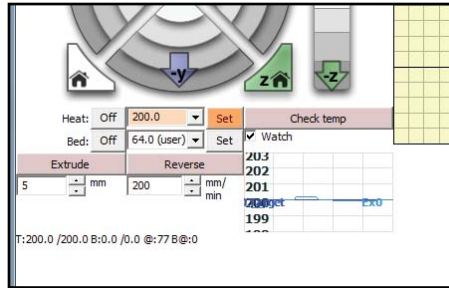 -y
z
-z
Heat: Off 200.0 Set Check temp
Bed: Off 64.0 (user) Set Watch
Extrude Reverse
5 mm 200 mm/
min
203
202
201
Ex0
199
T:200.0 /200.0 B:0.0 /0.0 @:77 B@:0